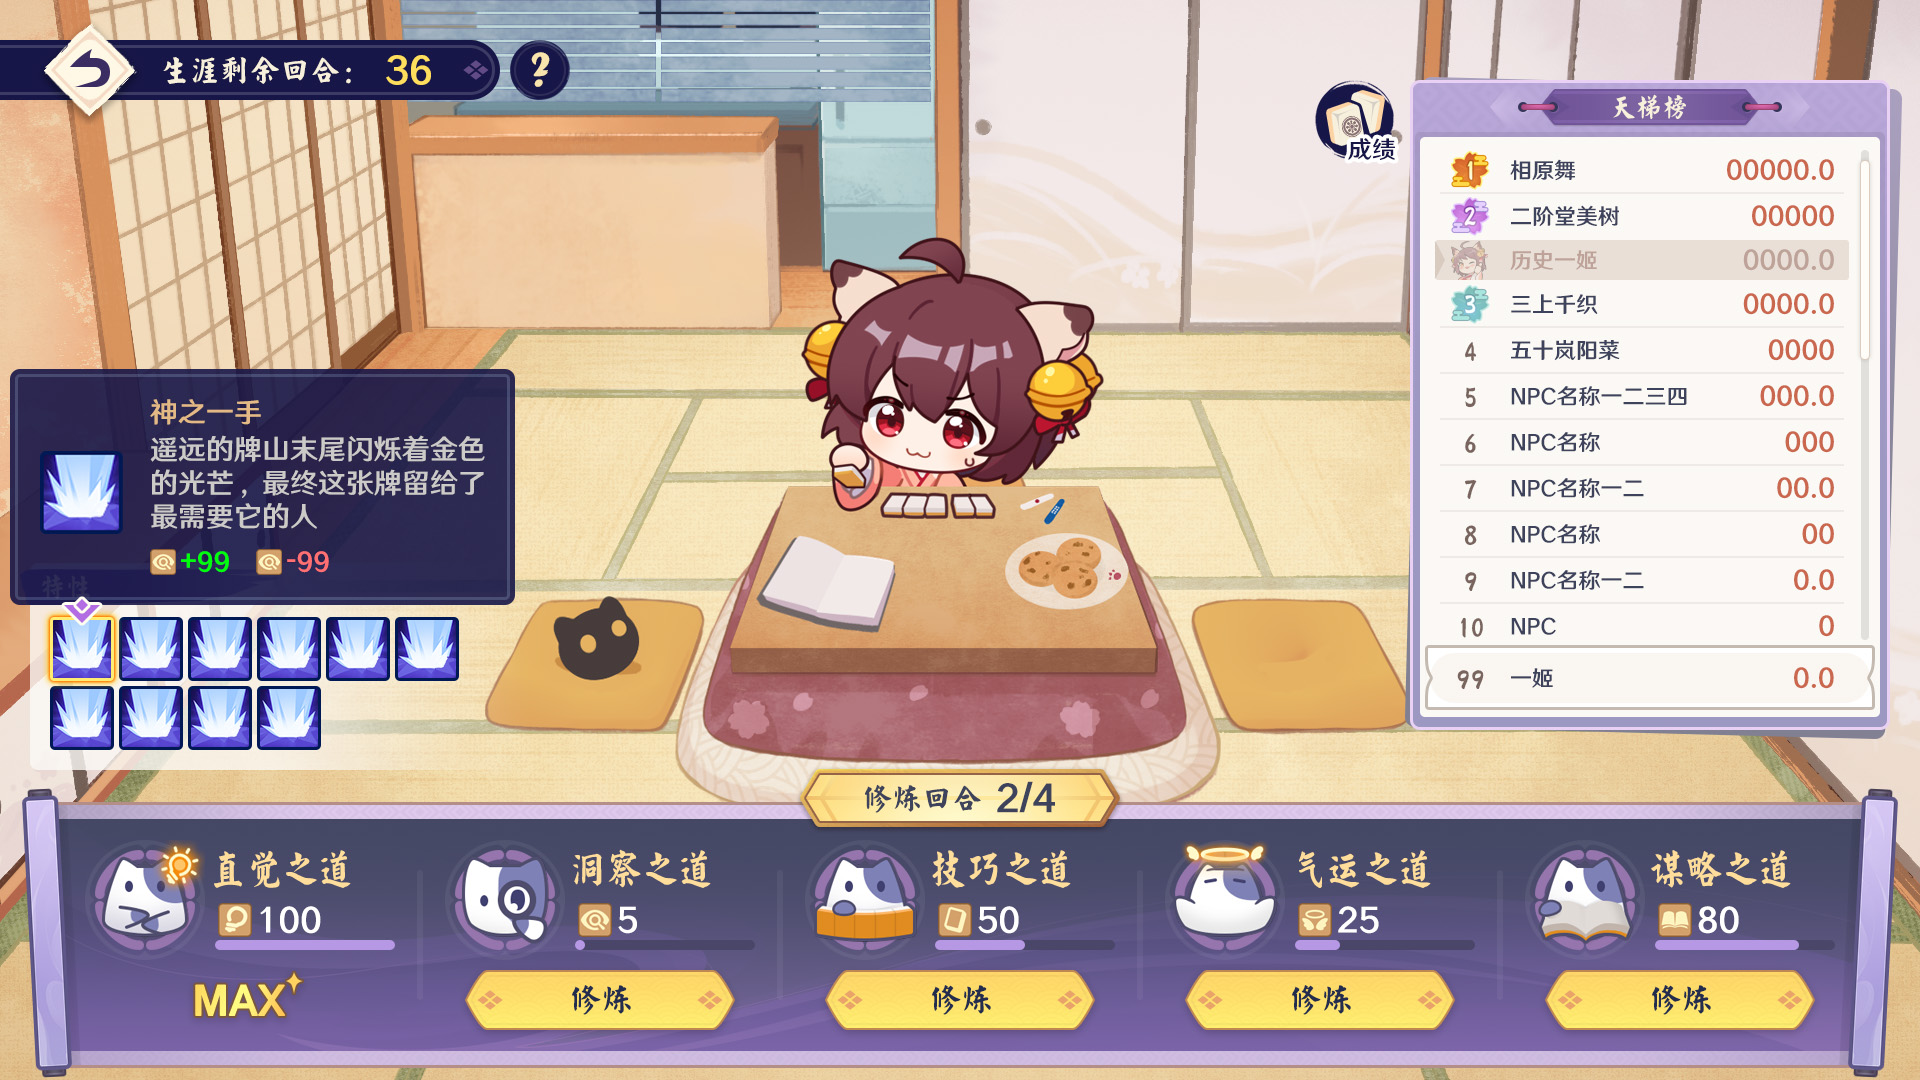 生涯剩余回合： 36
?
成绩
天梯榜
1 相原舞 00000.0
2 二阶堂美树 00000
历史一姬 0000.0
3 三上千织 0000.0
4 五十岚阳菜 0000
5 NPC名称一二三四 000.0
6 NPC名称 000
7 NPC名称一二 00.0
8 NPC名称 00
9 NPC名称一二 0.0
10 NPC 0
99 一姬 0.0
神之一手
遥远的牌山末尾闪烁着金色
的光芒，最终这张牌留给了
最需要它的人
+99 -99
特性
修炼回合 2/4
直觉之道
100
MAX
洞察之道
5
修炼
技巧之道
50
修炼
气运之道
25
修炼
谋略之道
80
修炼